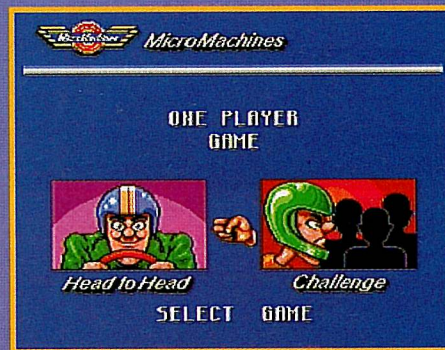 MicroMachines
ONE PLAYER
GAME
Head to Head
Challenge
SELECT GAME